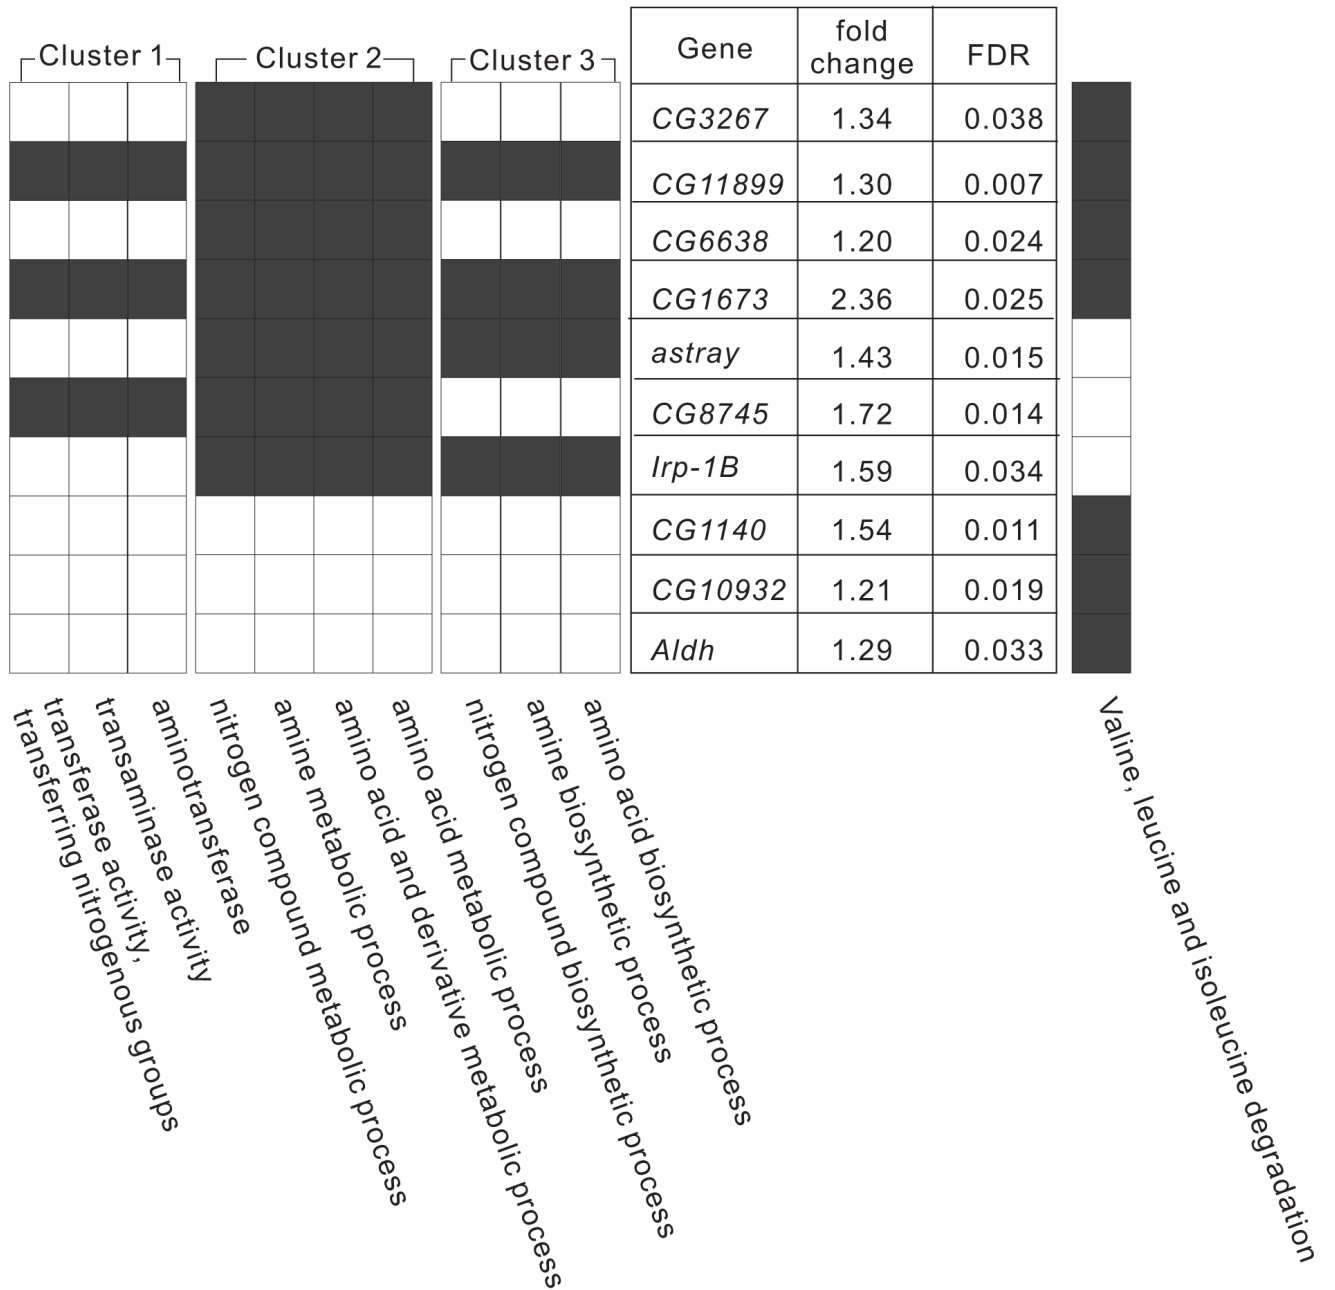 Cluster 1
Cluster 2
Cluster 3
Gene
fold
change
FDR
CG3267 1.34 0.038
CG11899 1.30 0.007
CG6638 1.20 0.024
CG1673 2.36 0.025
astray 1.43 0.015
CG8745 1.72 0.014
Irp-1B 1.59 0.034
CG1140 1.54 0.011
CG10932 1.21 0.019
Aldh 1.29 0.033
transferase activity,
transferring nitrogenous groups
transaminase activity
aminotransferase
nitrogen compound metabolic process
amine metabolic process
amino acid and derivative metabolic process
amino acid metabolic process
nitrogen compound biosynthetic process
amine biosynthetic process
amino acid biosynthetic process
Valine, leucine and isoleucine degradation